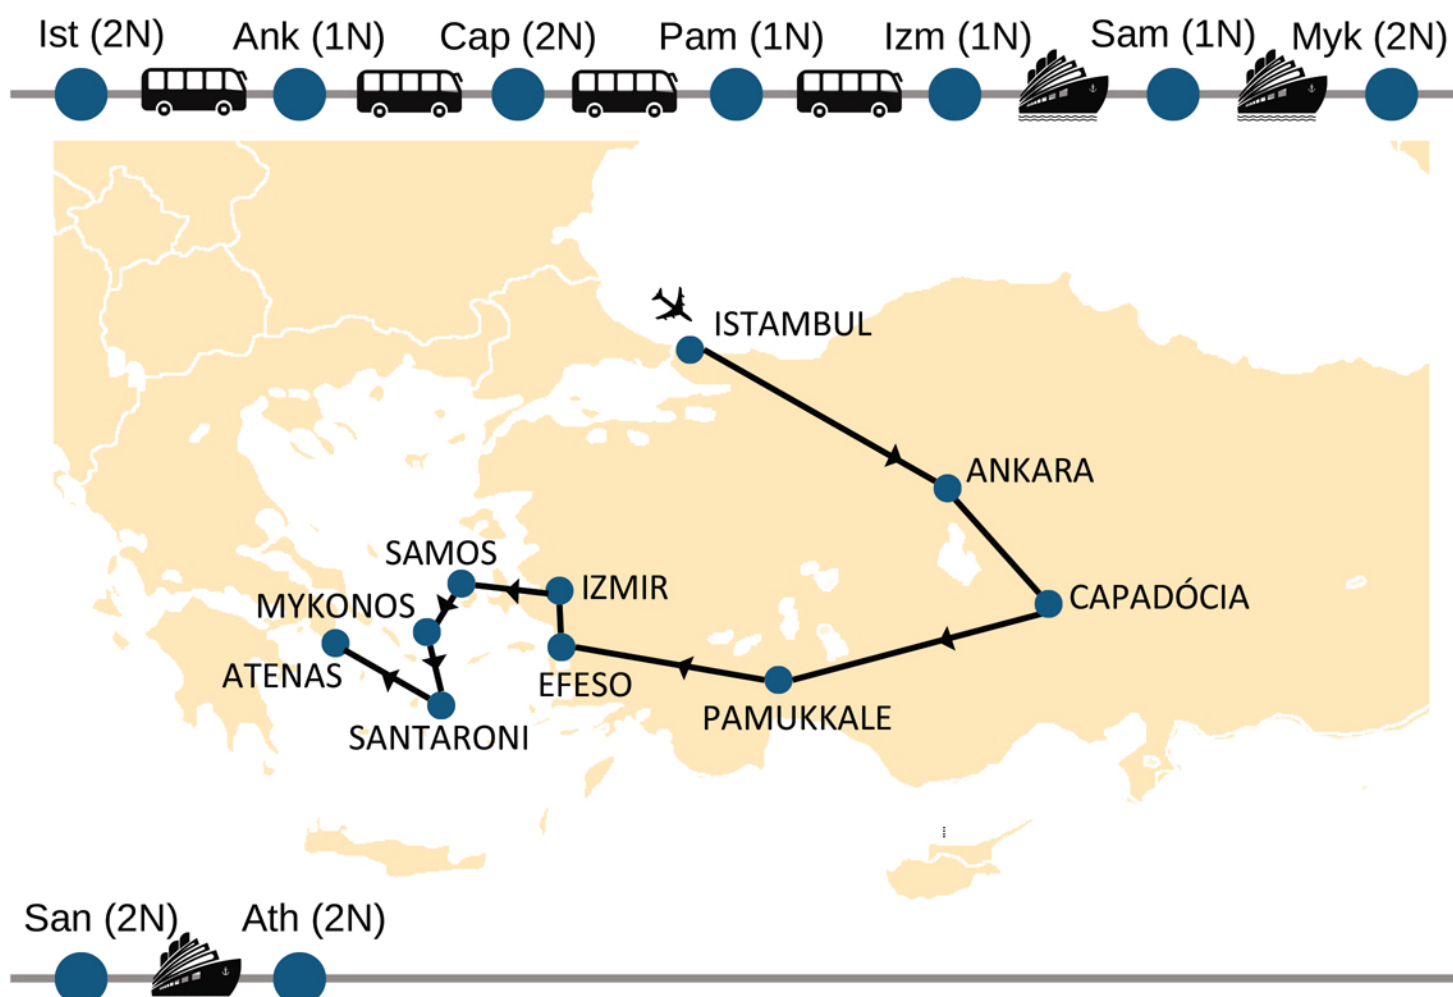 Ist (2N) Ank (1N) Cap (2N) Pam (1N) Izm (1N) Sam (1N) Myk (2N)
ISTAMBUL
ANKARA
SAMOS
IZMIR
CAPADÓCIA
MYKONOS
ATENAS
EFESO
PAMUKKALE
SANTARONI
San (2N) Ath (2N)